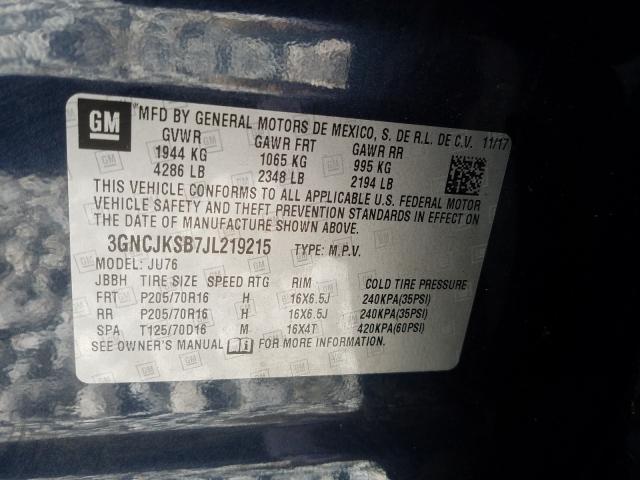 GM MFD BY GENERAL MOTORS DE MEXICO, S. DE R.L. DE C.V. 11/17
GVWR GAWR FRT GAWR RR
1944 KG 1065 KG 995 KG
4286 LB 2348 LB 2194 LB
THIS VEHICLE CONFORMS TO ALL APPLICABLE U.S. FEDERAL MOTOR
VEHICLE SAFETY AND THEFT PREVENTION STANDARDS IN EFFECT ON
THE DATE OF MANUFACTURE SHOWN ABOVE.
3GNCJKSB7JL219215 TYPE: M.P.V.
MODEL: JU76
JBBH TIRE SIZE SPEED RTG RIM COLD TIRE PRESSURE
FRT P205/70R16 H 16X6.5J 240KPA(35PSI)
RR P205/70R16 H 16X6.5J 240KPA(35PSI)
SPA T125/70D16 M 16X4T 420KPA(60PSI)
SEE OWNER'S MANUAL FOR MORE INFORMATION.